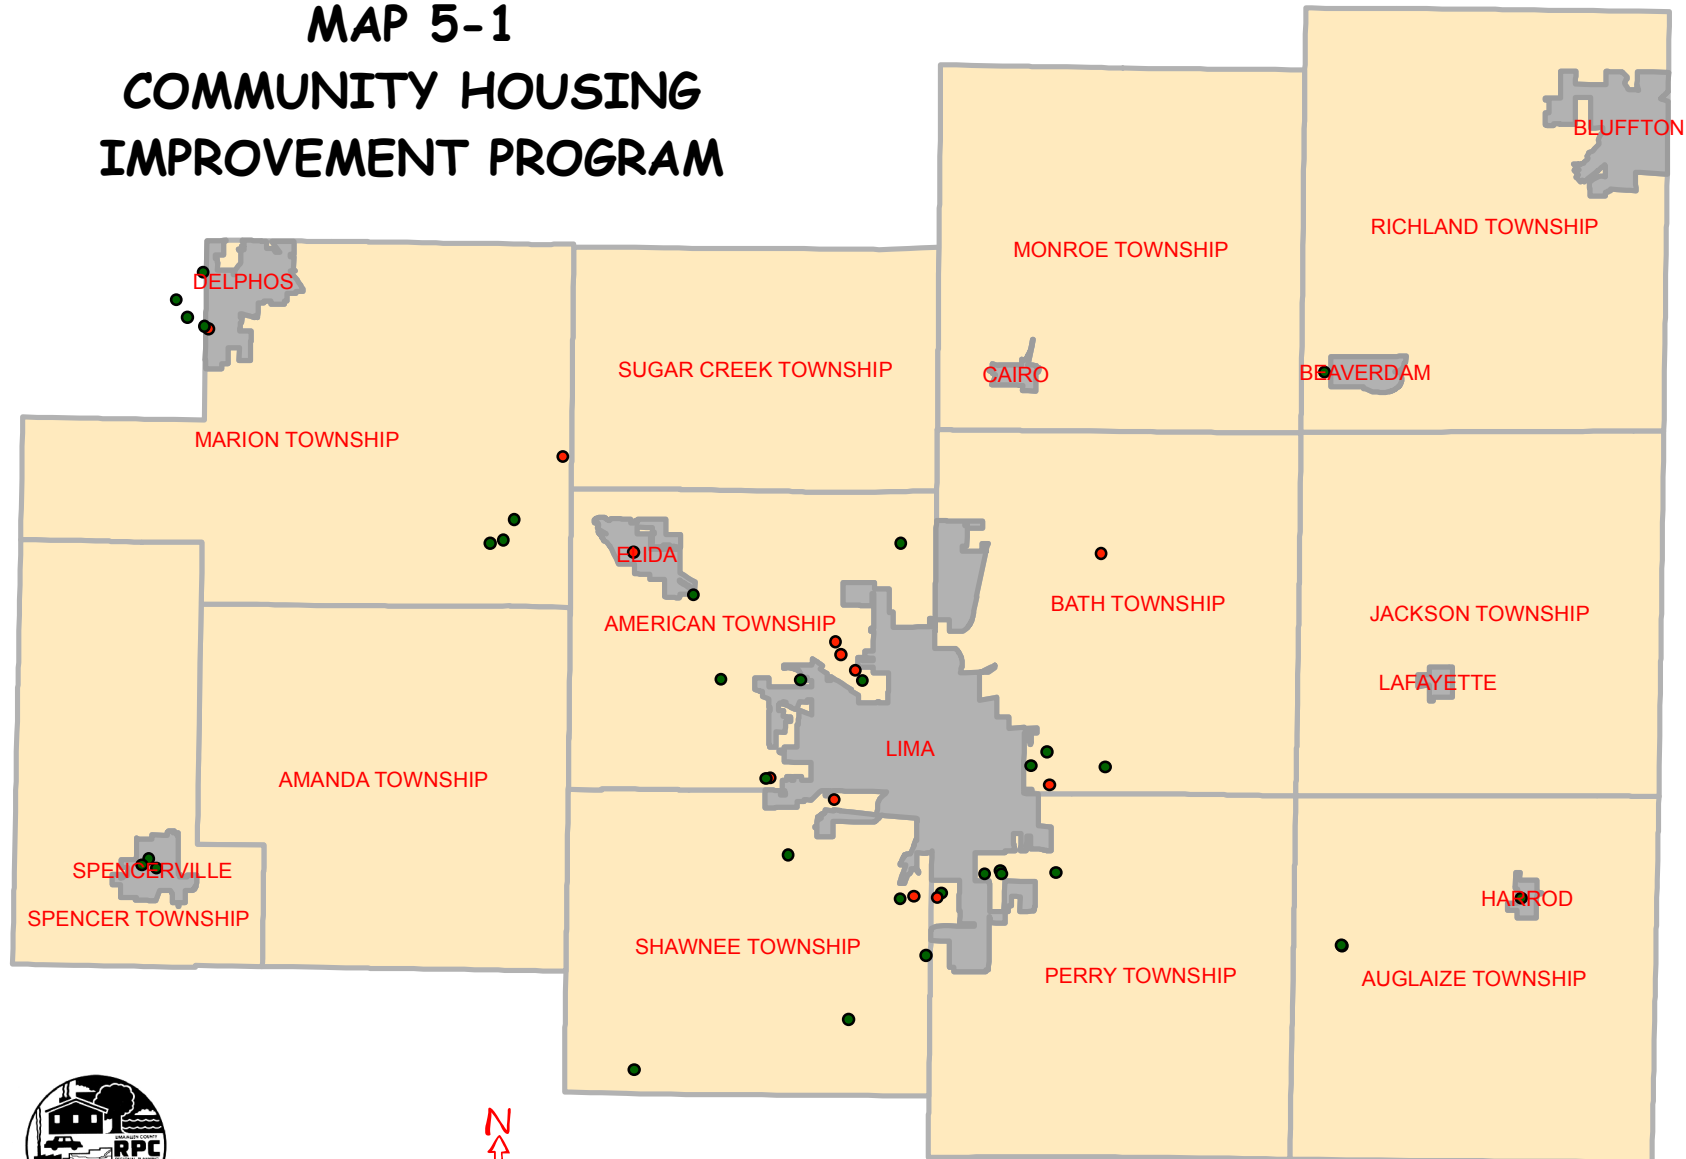 MAP 5-1
COMMUNITY HOUSING
IMPROVEMENT PROGRAM
BLUFFTON
RICHLAND TOWNSHIP
MONROE TOWNSHIP
DELPHOS
SUGAR CREEK TOWNSHIP
CAIRO
BEAVERDAM
MARION TOWNSHIP
ELIDA
BATH TOWNSHIP
JACKSON TOWNSHIP
AMERICAN TOWNSHIP
LAFAYETTE
LIMA
AMANDA TOWNSHIP
SPENCERVILLE
HARROD
SPENCER TOWNSHIP
SHAWNEE TOWNSHIP
PERRY TOWNSHIP
AUGLAIZE TOWNSHIP
N
RPC